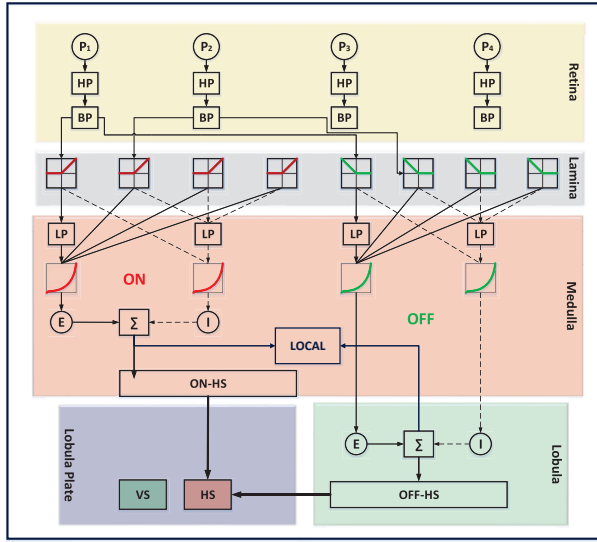 P₁ P₂ P₃ P₄
HP HP HP HP
BP BP BP BP
Retina
Lamina
LP LP LP LP
ON
OFF
Medulla
E Σ I
LOCAL
ON-HS
Lobula Plate
E Σ I
Lobula
VS HS OFF-HS